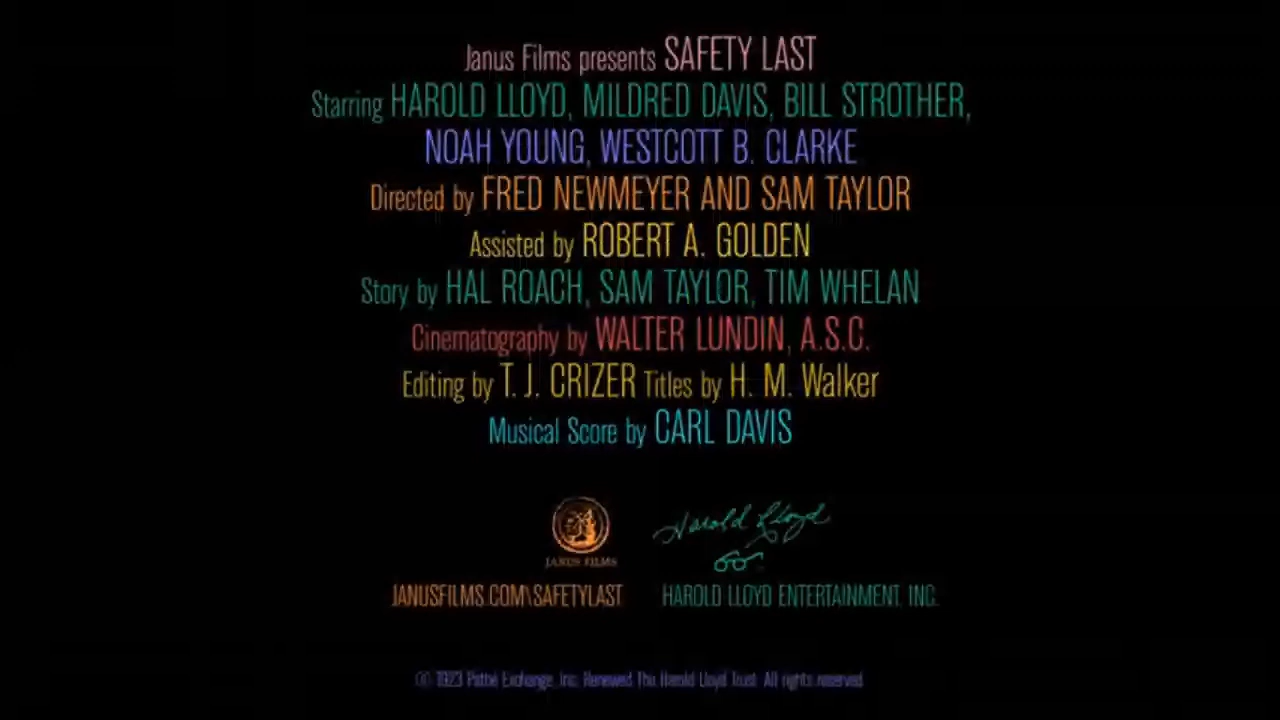 Janus Films presents SAFETY LAST
Starring HAROLD LLOYD, MILDRED DAVIS, BILL STROTHER,
NOAH YOUNG, WESTCOTT B. CLARKE
Directed by FRED NEWMEYER AND SAM TAYLOR
Assisted by ROBERT A. GOLDEN
Story by HAL ROACH, SAM TAYLOR, TIM WHELAN
Cinematography by WALTER LUNDIN, A.S.C.
Editing by T. J. CRIZER Titles by H. M. Walker
Musical Score by CARL DAVIS
Harold Lloyd
JANUS FILMS
JANUSFILMS.COM\SAFETYLAST HAROLD LLOYD ENTERTAINMENT, INC.
© 1923 Pathé Exchange, Inc. Renewed The Harold Lloyd Trust. All rights reserved.